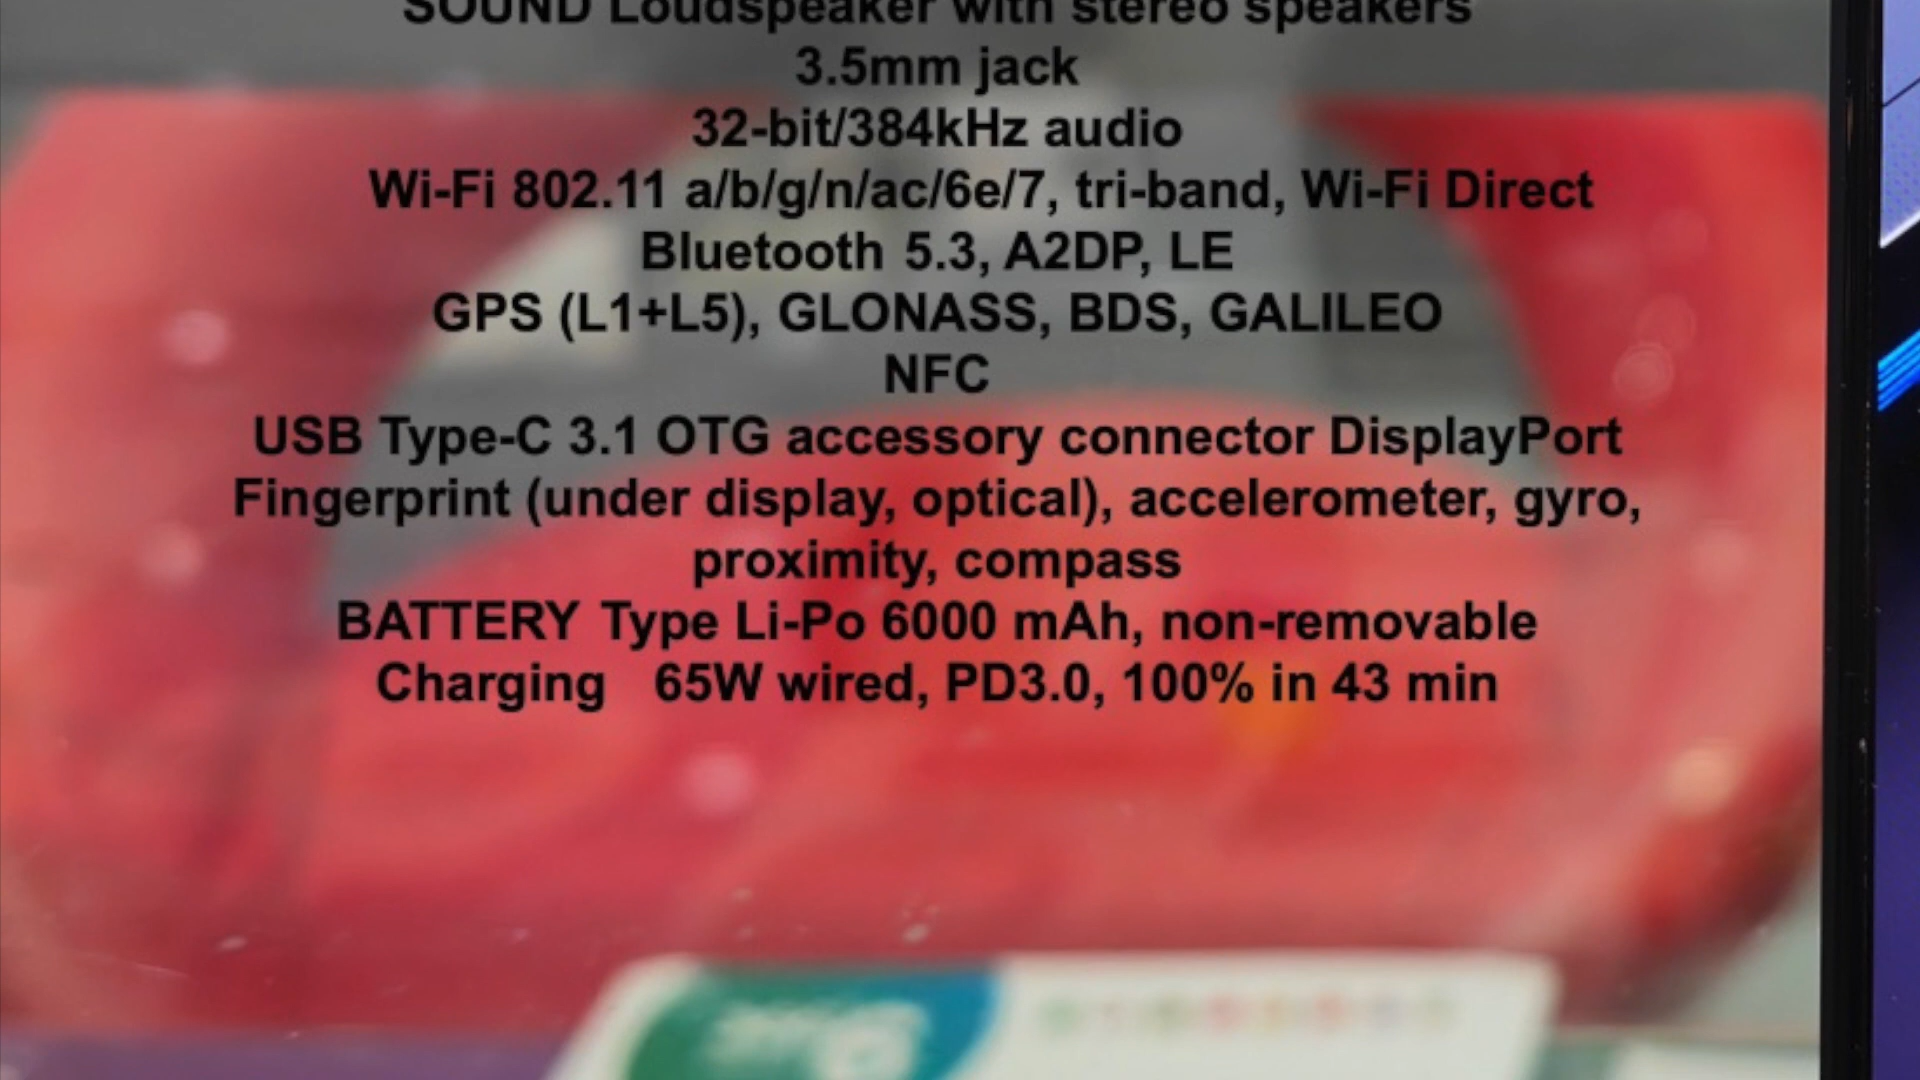 SOUND Loudspeaker with stereo speakers
3.5mm jack
32-bit/384kHz audio
Wi-Fi 802.11 a/b/g/n/ac/6e/7, tri-band, Wi-Fi Direct
Bluetooth 5.3, A2DP, LE
GPS (L1+L5), GLONASS, BDS, GALILEO
NFC
USB Type-C 3.1 OTG accessory connector DisplayPort
Fingerprint (under display, optical), accelerometer, gyro,
proximity, compass
BATTERY Type Li-Po 6000 mAh, non-removable
Charging 65W wired, PD3.0, 100% in 43 min